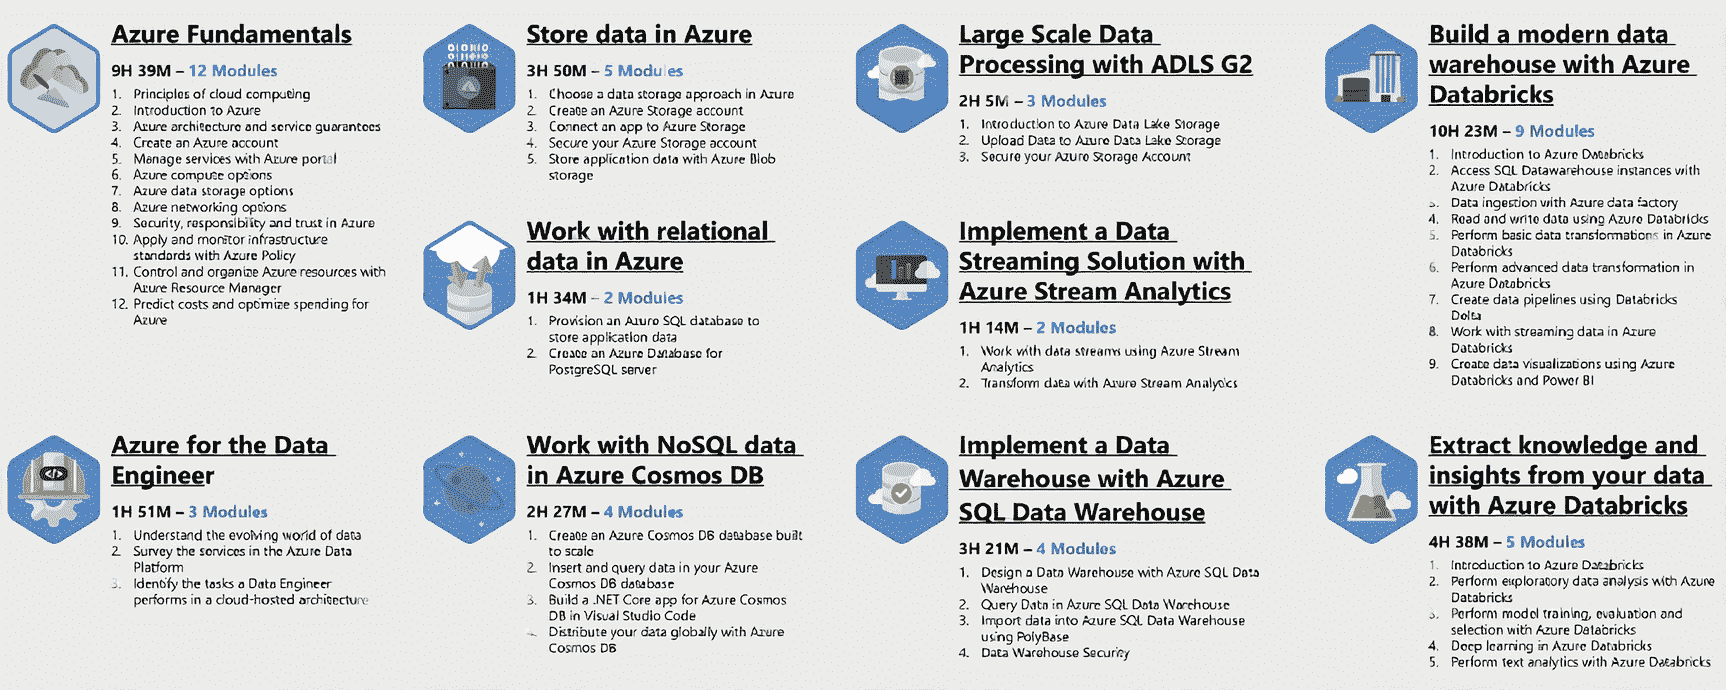 Azure Fundamentals
9H 39M – 12 Modules
1. Principles of cloud computing
2. Introduction to Azure
3. Azure architecture and service guarantees
4. Create an Azure account
5. Manage services with Azure portal
6. Azure compute options
7. Azure data storage options
8. Azure networking options
9. Security, responsibility and trust in Azure
10. Apply and monitor infrastructure
standards with Azure Policy
11. Control and organize Azure resources with
Azure Resource Manager
12. Predict costs and optimize spending for
Azure
Azure for the Data
Engineer
1H 51M – 3 Modules
1. Understand the evolving world of data
2. Survey the services in the Azure Data
Platform
3. Identify the tasks a Data Engineer
performs in a cloud-hosted architecture
Store data in Azure
3H 50M – 5 Modules
1. Choose a data storage approach in Azure
2. Create an Azure Storage account
3. Connect an app to Azure Storage
4. Secure your Azure Storage account
5. Store application data with Azure Blob
storage
Work with relational
data in Azure
1H 34M – 2 Modules
1. Provision an Azure SQL database to
store application data
2. Create an Azure Database for
PostgreSQL server
Work with NoSQL data
in Azure Cosmos DB
2H 27M – 4 Modules
1. Create an Azure Cosmos DB database built
to scale
2. Insert and query data in your Azure
Cosmos DB database
3. Build a .NET Core app for Azure Cosmos
DB in Visual Studio Code
4. Distribute your data globally with Azure
Cosmos DB
Large Scale Data
Processing with ADLS G2
2H 5M – 3 Modules
1. Introduction to Azure Data Lake Storage
2. Upload Data to Azure Data Lake Storage
3. Secure your Azure Storage Account
Implement a Data
Streaming Solution with
Azure Stream Analytics
1H 14M – 2 Modules
1. Work with data streams using Azure Stream
Analytics
2. Transform data with Azure Stream Analytics
Implement a Data
Warehouse with Azure
SQL Data Warehouse
3H 21M – 4 Modules
1. Design a Data Warehouse with Azure SQL Data
Warehouse
2. Query Data in Azure SQL Data Warehouse
3. Import data into Azure SQL Data Warehouse
using PolyBase
4. Data Warehouse Security
Build a modern data
warehouse with Azure
Databricks
10H 23M – 9 Modules
1. Introduction to Azure Databricks
2. Access SQL Datawarehouse instances with
Azure Databricks
3. Data ingestion with Azure data factory
4. Read and write data using Azure Databricks
5. Perform basic data transformations in Azure
Databricks
6. Perform advanced data transformation in
Azure Databricks
7. Create data pipelines using Databricks
Delta
8. Work with streaming data in Azure
Databricks
9. Create data visualizations using Azure
Databricks and Power BI
Extract knowledge and
insights from your data
with Azure Databricks
4H 38M – 5 Modules
1. Introduction to Azure Databricks
2. Perform exploratory data analysis with Azure
Databricks
3. Perform model training, evaluation and
selection with Azure Databricks
4. Deep learning in Azure Databricks
5. Perform text analytics with Azure Databricks